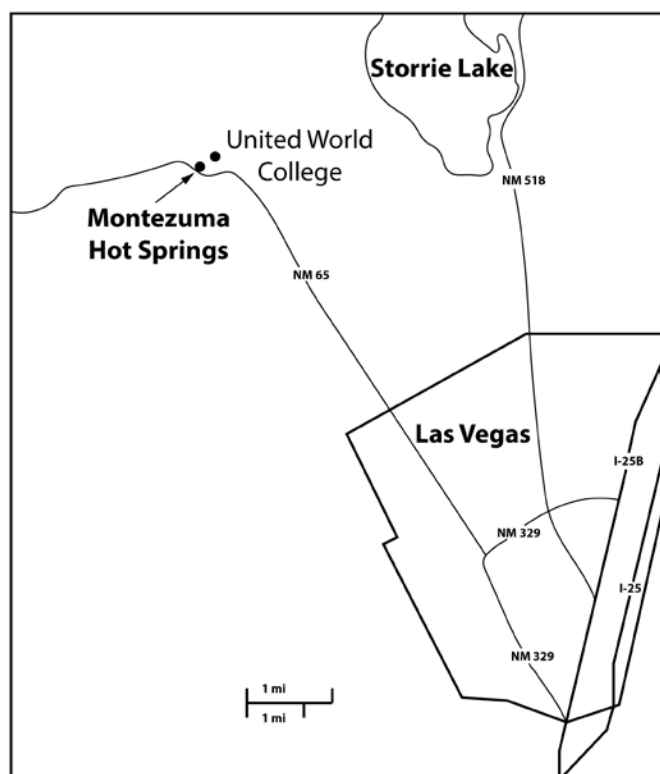 Storrie Lake
United World
College
NM 518
Montezuma
Hot Springs
NM 65
Las Vegas
I-25B
NM 329
I-25
NM 329
1 mi
1 mi